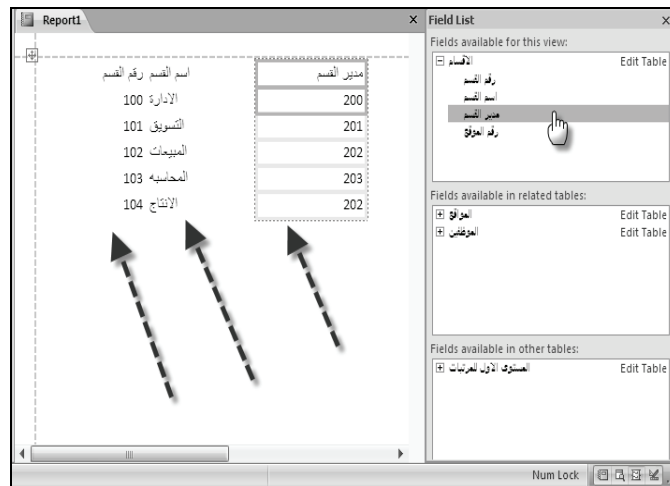 Report1
رقم القسم اسم القسم مدير القسم
100 الادارة 200
101 التسويق 201
102 المبيعات 202
103 المحاسبه 203
104 الانتاج 202
Field List
Fields available for this view:
الأقسام Edit Table
رقم القسم
اسم القسم
مدير القسم
رقم الموقع
Fields available in related tables:
المواقع Edit Table
الموظفين Edit Table
Fields available in other tables:
المستوى الاول للمرتبات Edit Table
Num Lock